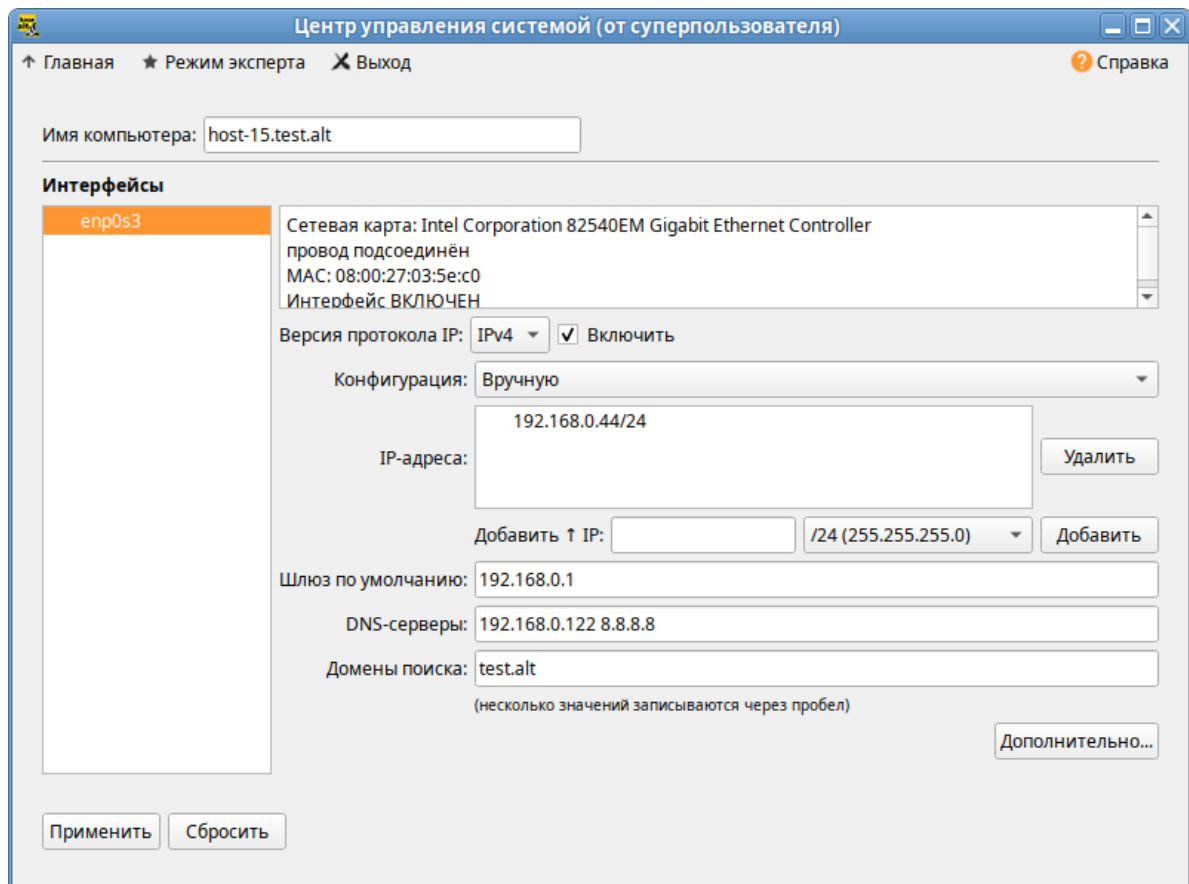 Центр управления системой (от суперпользователя)
Главная Режим эксперта Выход Справка
Имя компьютера: host-15.test.alt
Интерфейсы
enp0s3
Сетевая карта: Intel Corporation 82540EM Gigabit Ethernet Controller
провод подсоединён
MAC: 08:00:27:03:5e:c0
Интерфейс ВКЛЮЧЕН
Версия протокола IP: IPv4 Включить
Конфигурация: Вручную
192.168.0.44/24
IP-адреса: Удалить
Добавить ↑ IP: /24 (255.255.255.0) Добавить
Шлюз по умолчанию: 192.168.0.1
DNS-серверы: 192.168.0.122 8.8.8.8
Домены поиска: test.alt
(несколько значений записываются через пробел)
Дополнительно...
Применить Сбросить